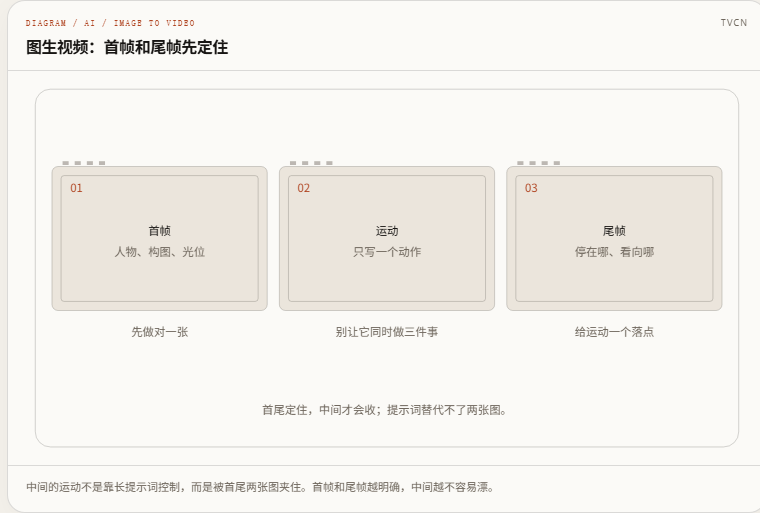 DIAGRAM / AI / IMAGE TO VIDEO
TVCN
图生视频：首帧和尾帧先定住
01
首帧
人物、构图、光位
先做对一张
02
运动
只写一个动作
别让它同时做三件事
03
尾帧
停在哪、看向哪
给运动一个落点
首尾定住，中间才会收；提示词替代不了两张图。
中间的运动不是靠长提示词控制，而是被首尾两张图夹住。首帧和尾帧越明确，中间越不容易漂。